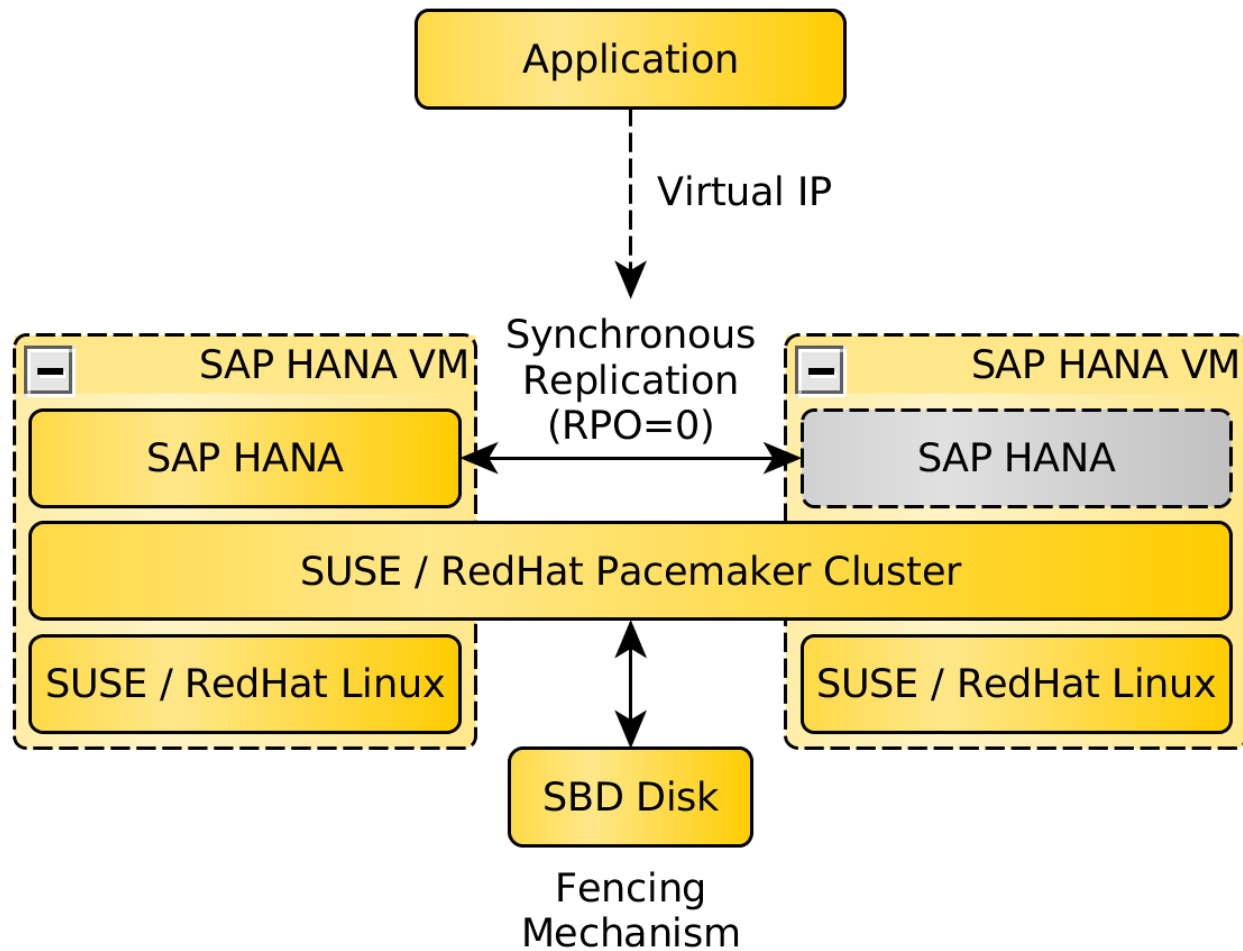 Application
Virtual IP
Synchronous
Replication
(RPO=0)
SAP HANA VM
SAP HANA VM
SAP HANA
SAP HANA
SUSE / RedHat Pacemaker Cluster
SUSE / RedHat Linux
SUSE / RedHat Linux
SBD Disk
Fencing
Mechanism